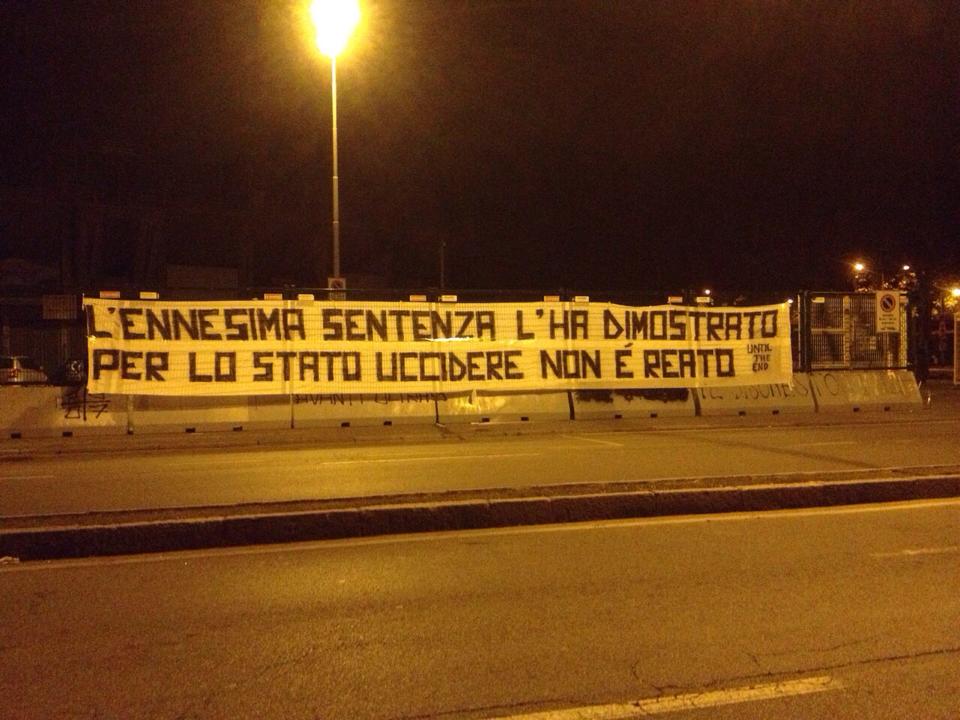 L'ENNESIMA SENTENZA L'HA DIMOSTRATO
PER LO STATO UCCIDERE NON É REATO
UNTIL
THE
END